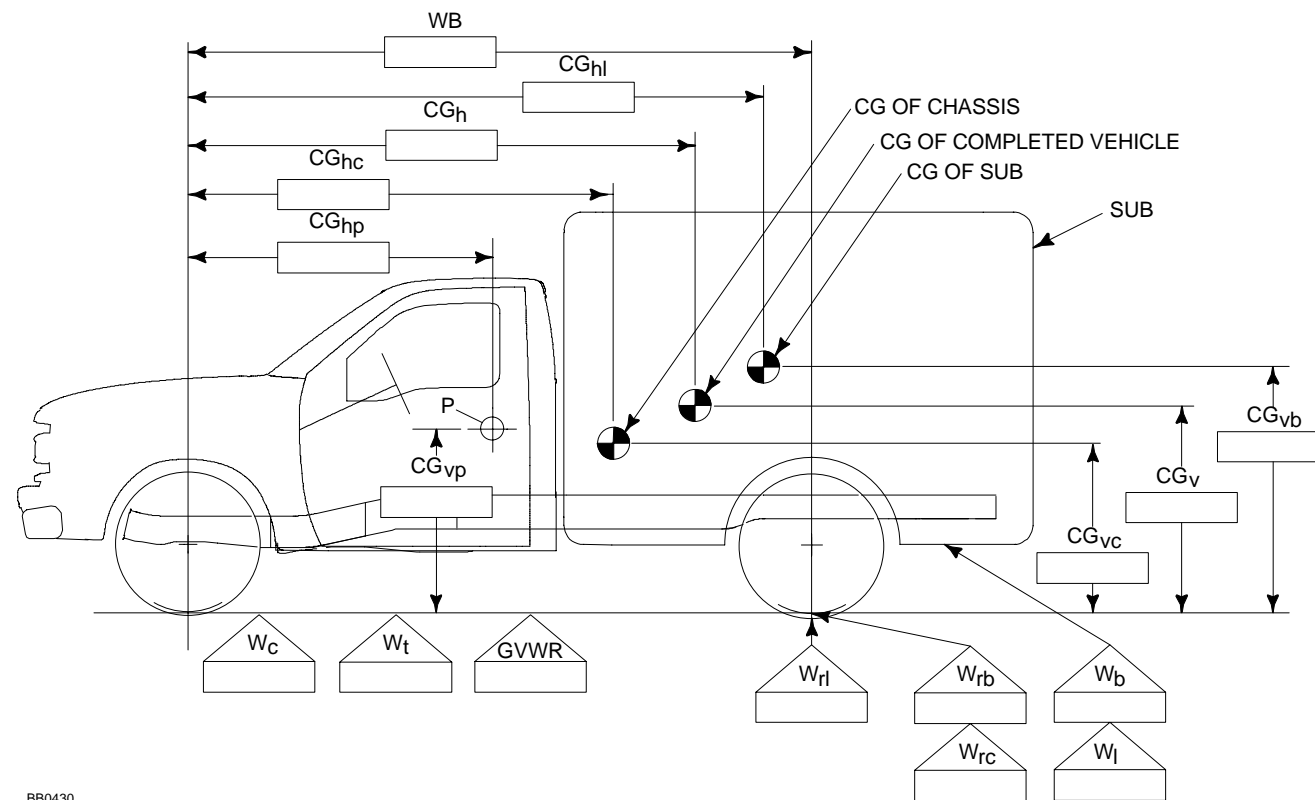 WB
CGhl
CGh
CGhc
CGhp
CG OF CHASSIS
CG OF COMPLETED VEHICLE
CG OF SUB
SUB
P
CGvp
CGvb
CGv
CGvc
Wc
Wt
GVWR
Wrl
Wrb
Wb
Wrc
Wl
BB0430